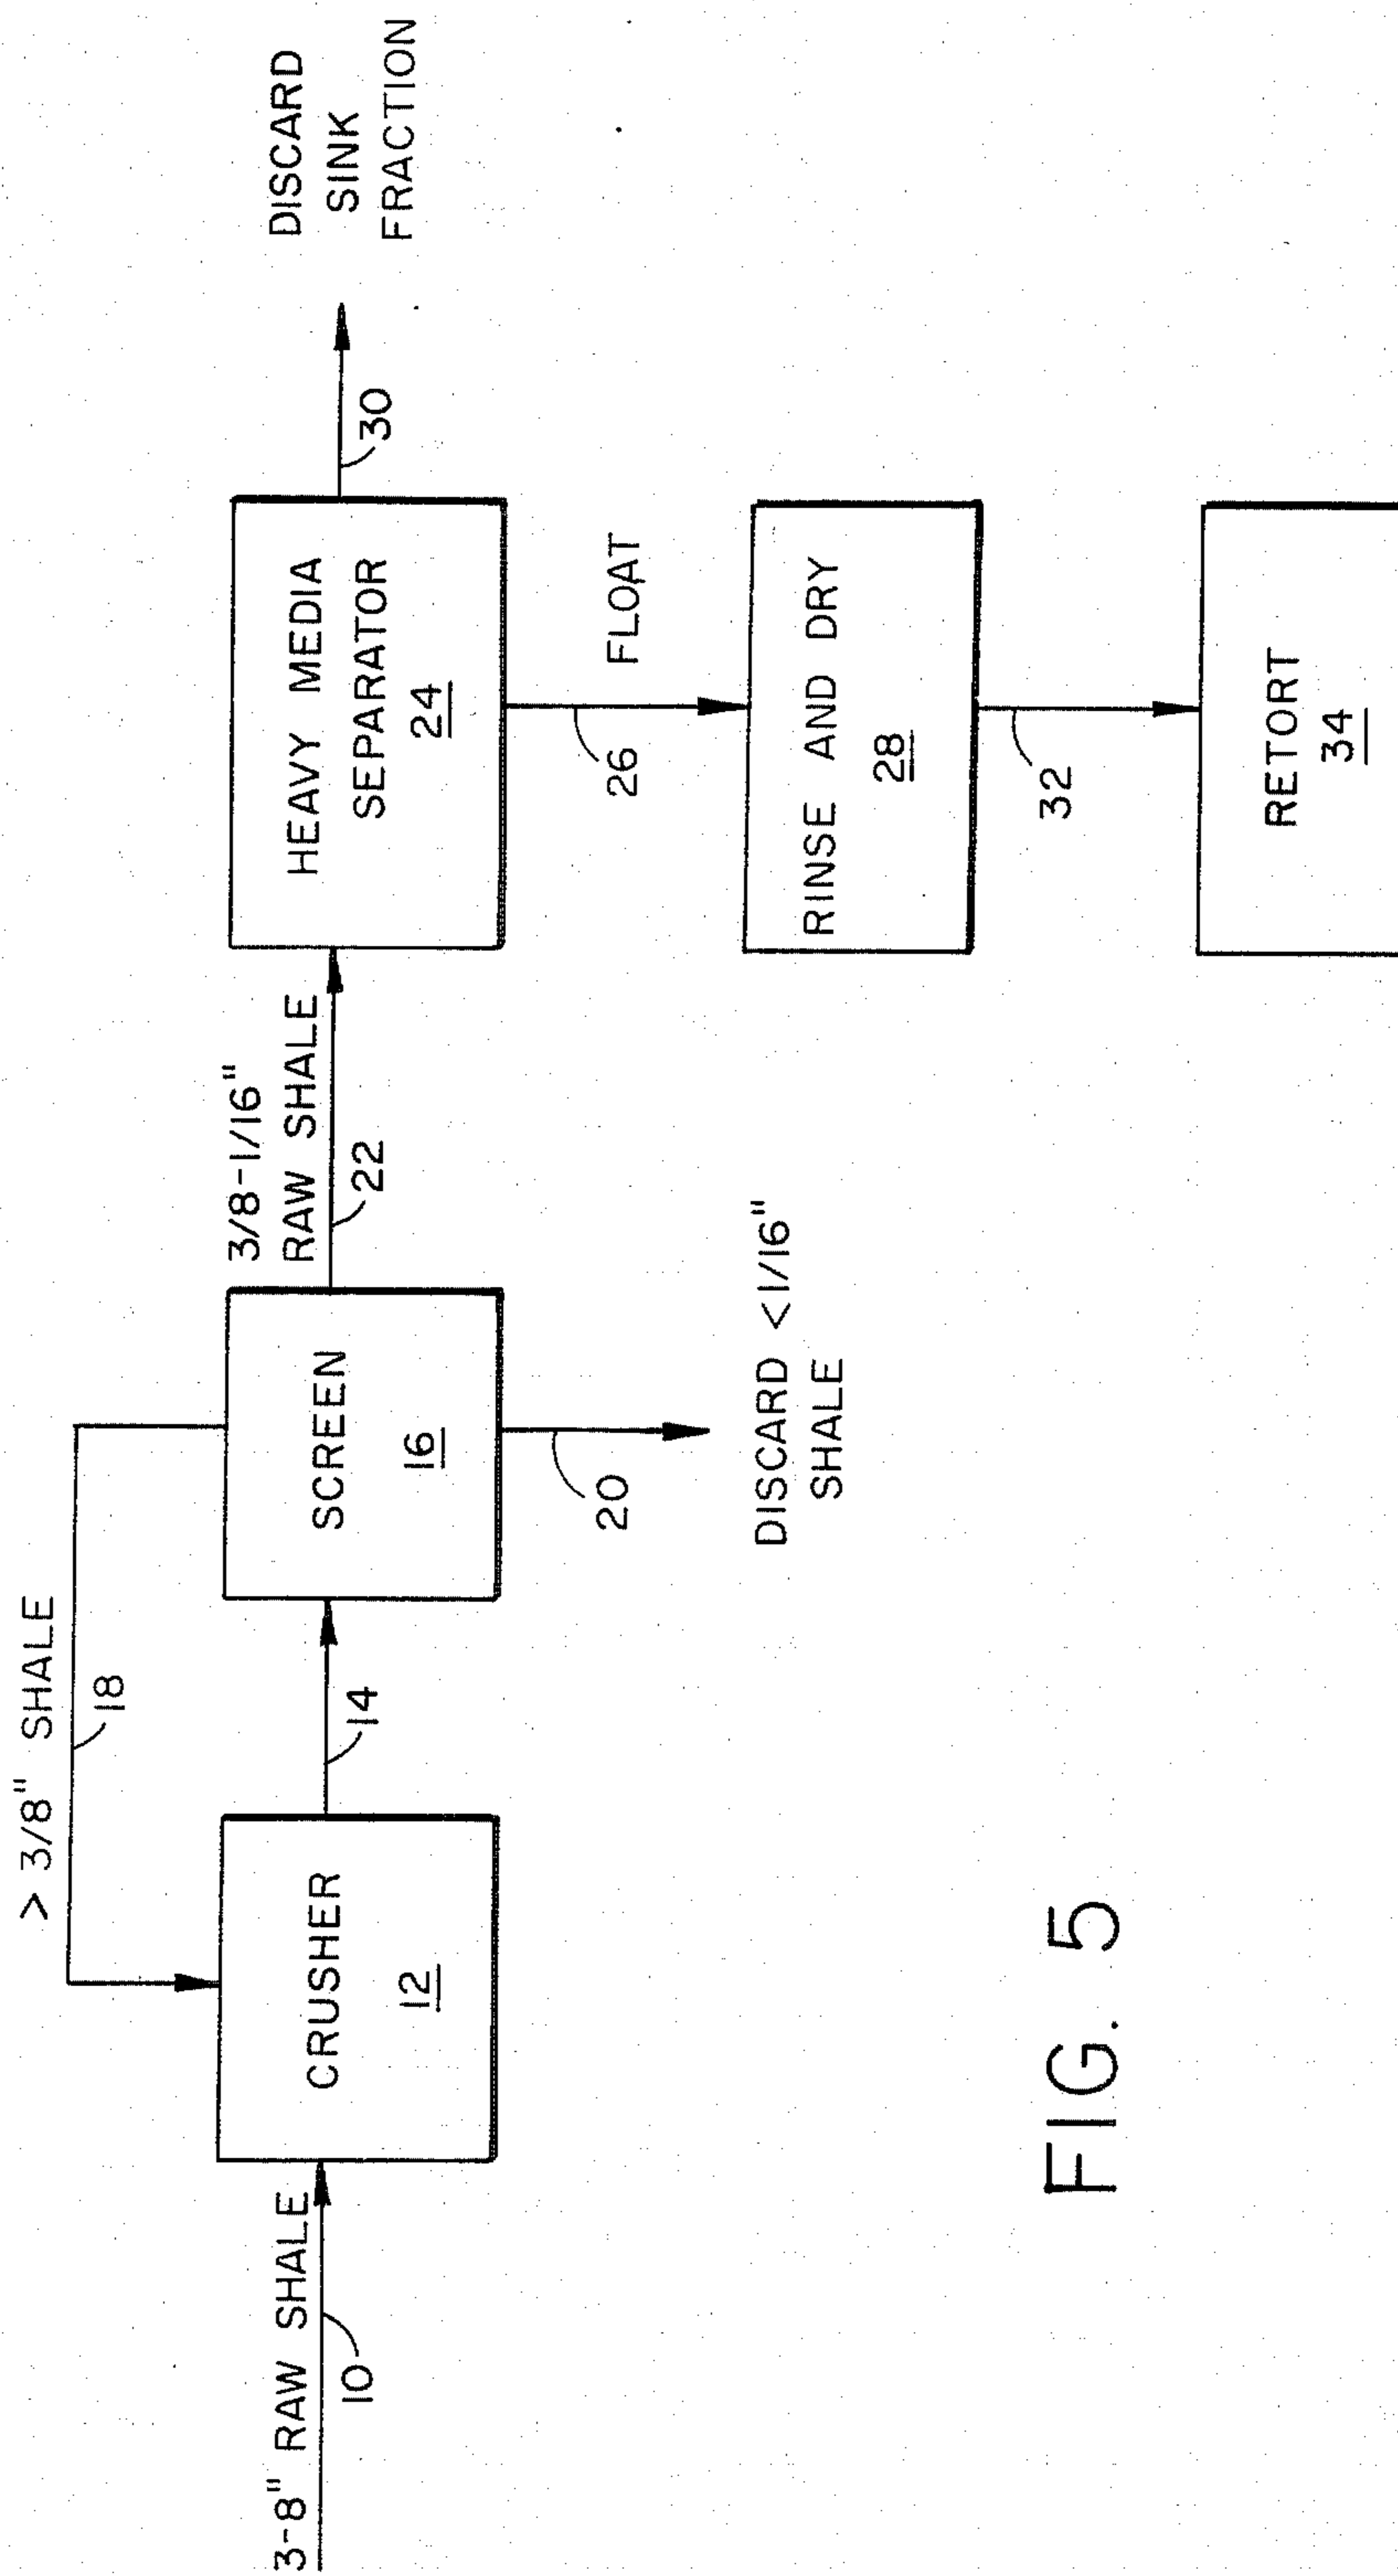 > 3/8" SHALE
18
3-8" RAW SHALE
10
CRUSHER
12
14
SCREEN
16
20
DISCARD <1/16"
SHALE
3/8-1/16"
RAW SHALE
22
HEAVY MEDIA
SEPARATOR
24
30
DISCARD
SINK
FRACTION
26
FLOAT
RINSE AND DRY
28
32
RETORT
34
FIG. 5